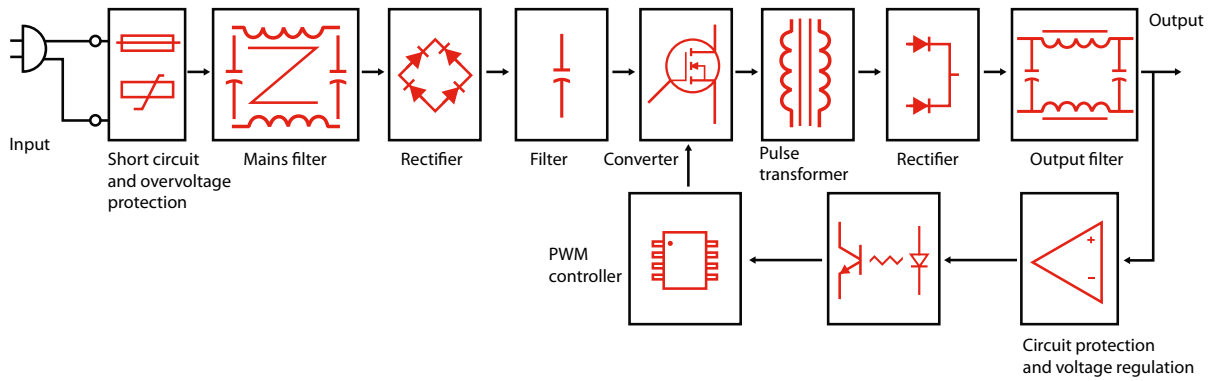 Output
Input
Short circuit
and overvoltage
protection
Mains filter
Rectifier
Filter
Converter
Pulse
transformer
Rectifier
Output filter
PWM
controller
+
−
Circuit protection
and voltage regulation